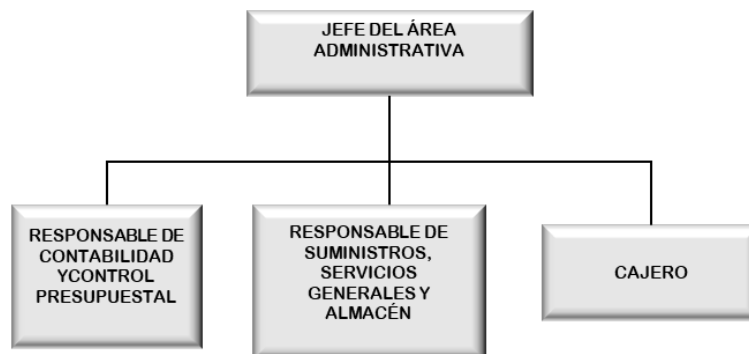 JEFE DEL ÁREA
ADMINISTRATIVA
RESPONSABLE DE
CONTABILIDAD
YCONTROL
PRESUPUESTAL
RESPONSABLE DE
SUMINISTROS,
SERVICIOS
GENERALES Y
ALMACÉN
CAJERO